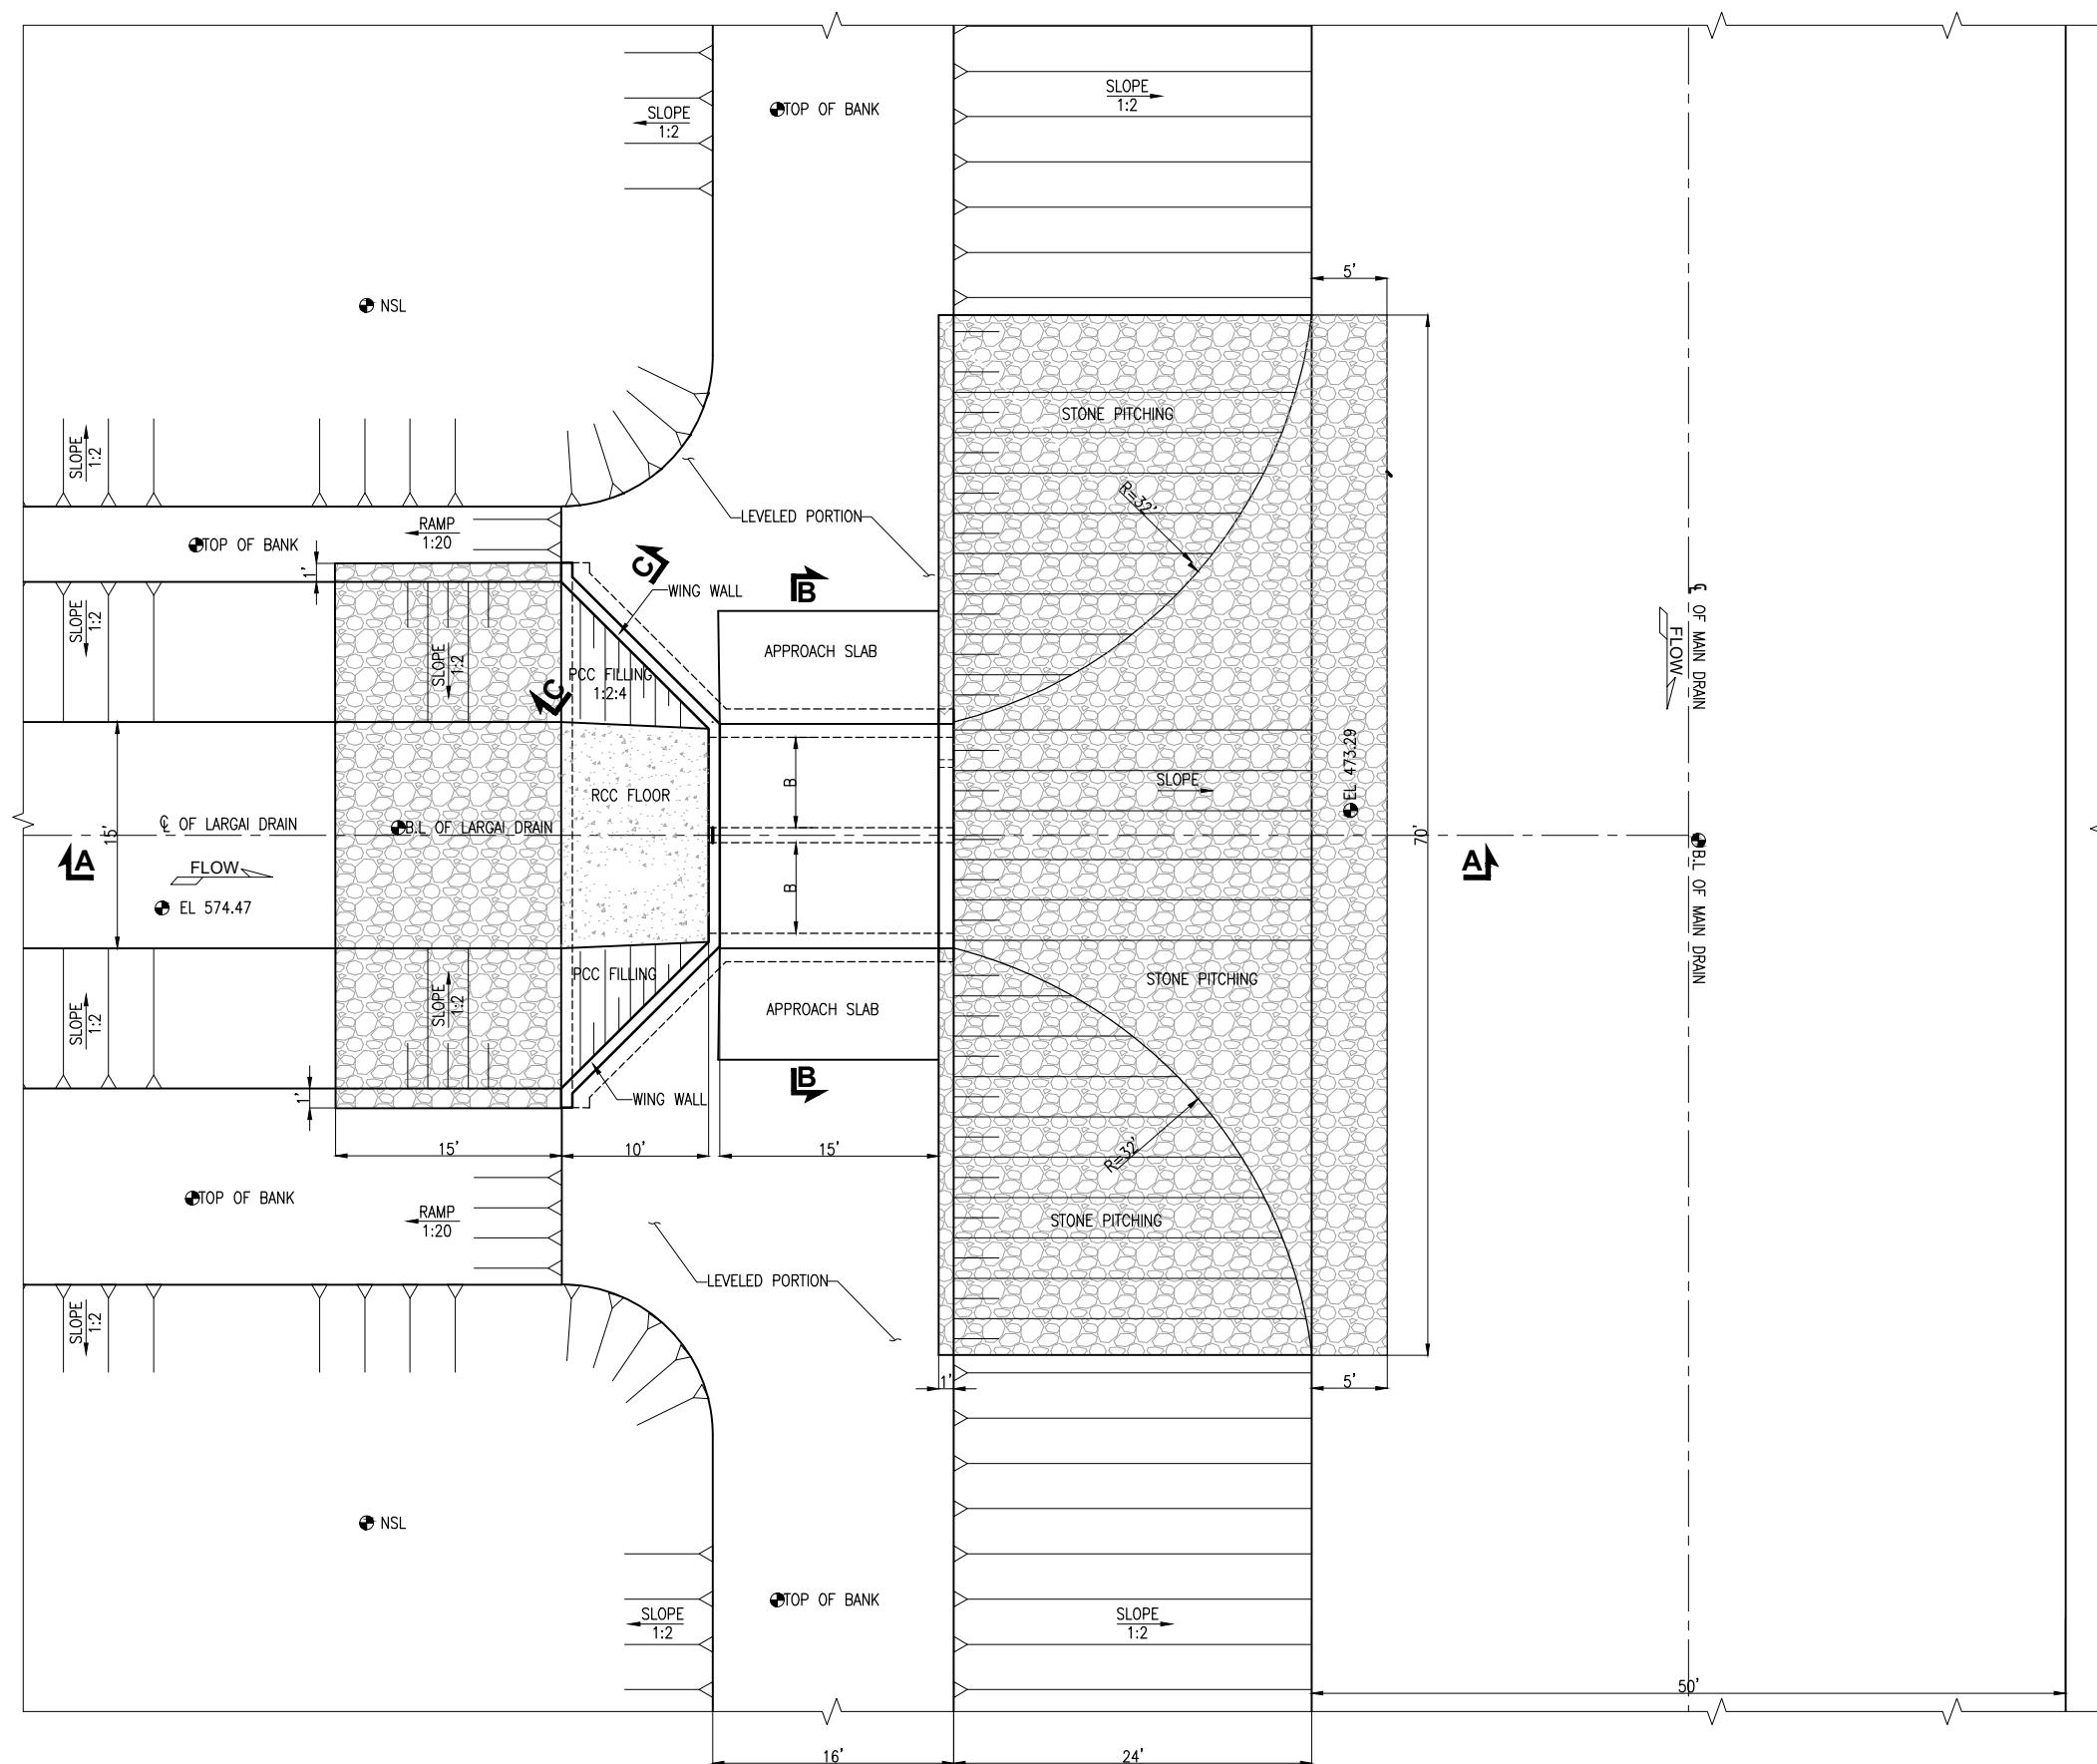 SLOPE
1:2
TOP OF BANK
SLOPE
1:2
NSL
5'
STONE PITCHING
SLOPE
1:2
R=32'
LEVELED PORTION
RAMP
1:20
TOP OF BANK
1'
C
WING WALL
B
SLOPE
1:2
APPROACH SLAB
SLOPE
1:2
PCC FILLING
1:2:4
C
℄ OF MAIN DRAIN
FLOW
EL 473.29
SLOPE
B
RCC FLOOR
℄ OF LARGAI DRAIN
B.L OF LARGAI DRAIN
15'
70'
A
FLOW
EL 574.47
B
A
B.L OF MAIN DRAIN
PCC FILLING
STONE PITCHING
SLOPE
1:2
SLOPE
1:2
APPROACH SLAB
B
1'
WING WALL
15'
10'
15'
R=32'
TOP OF BANK
RAMP
1:20
STONE PITCHING
LEVELED PORTION
SLOPE
1:2
1'
5'
NSL
TOP OF BANK
SLOPE
1:2
SLOPE
1:2
50'
16'
24'